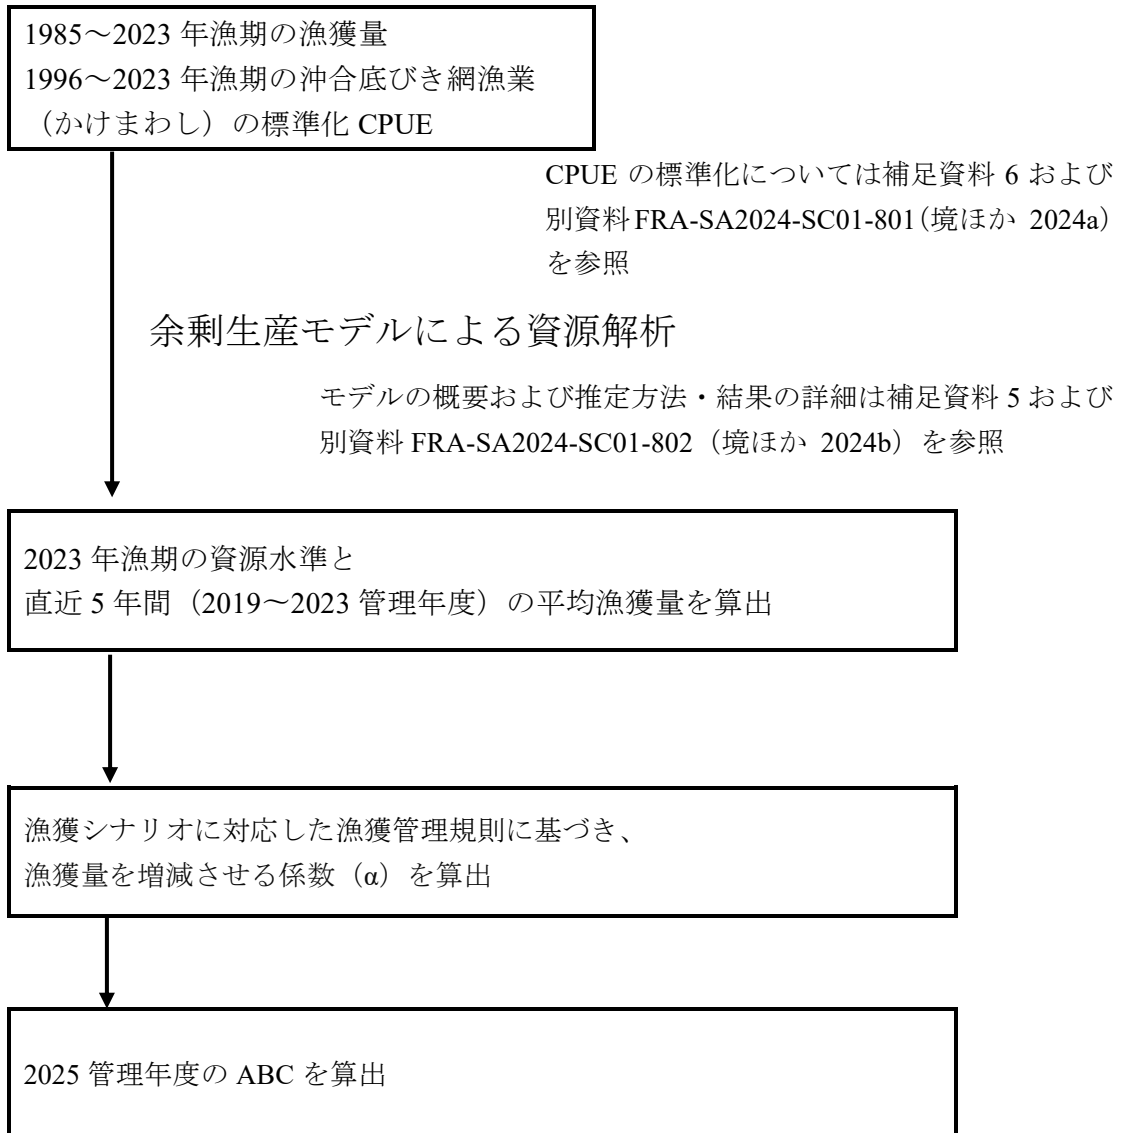 1985～2023 年漁期の漁獲量
1996～2023 年漁期の沖合底びき網漁業
（かけまわし）の標準化 CPUE
CPUE の標準化については補足資料 6 および
別資料 FRA-SA2024-SC01-801（境ほか 2024a）
を参照
余剰生産モデルによる資源解析
モデルの概要および推定方法・結果の詳細は補足資料 5 および
別資料 FRA-SA2024-SC01-802（境ほか 2024b）を参照
2023 年漁期の資源水準と
直近 5 年間（2019～2023 管理年度）の平均漁獲量を算出
漁獲シナリオに対応した漁獲管理規則に基づき、
漁獲量を増減させる係数（α）を算出
2025 管理年度の ABC を算出